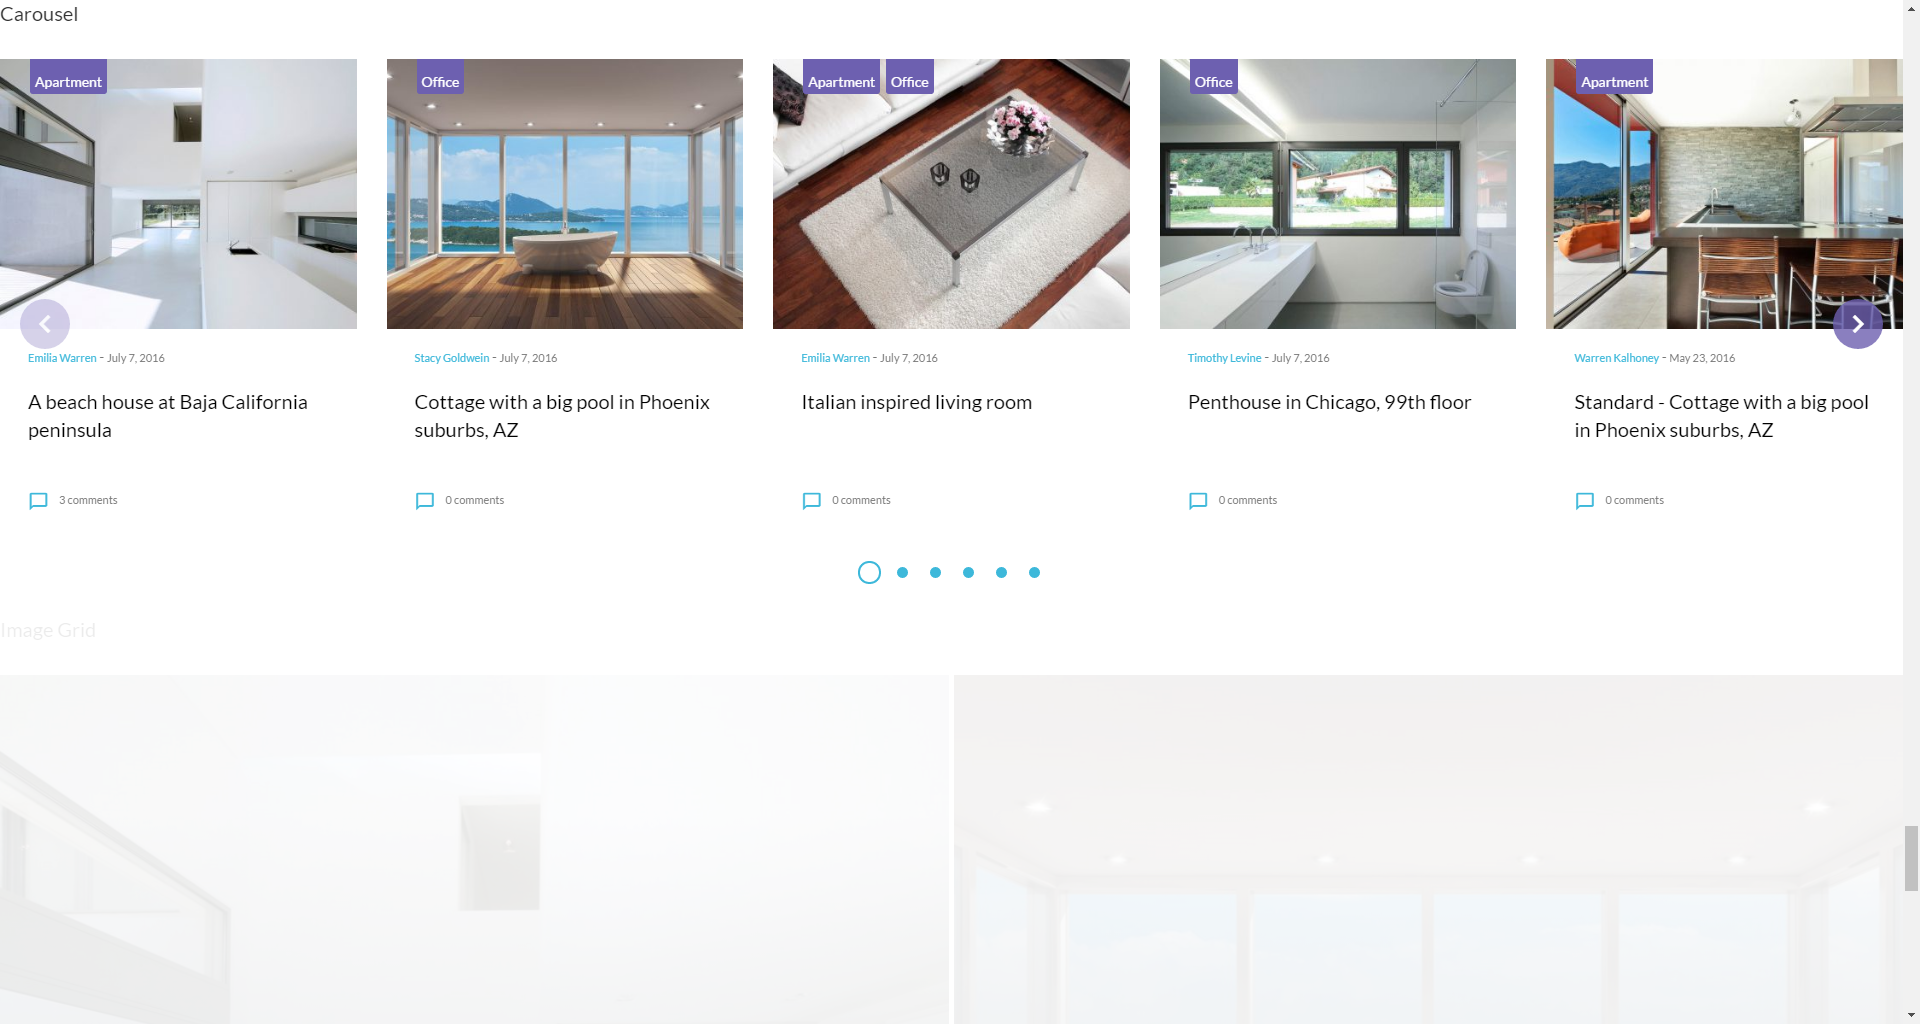 Carousel
Apartment
Office
Apartment
Office
Office
Apartment
Emilia Warren - July 7, 2016
A beach house at Baja California
peninsula
3 comments
Stacy Goldwein - July 7, 2016
Cottage with a big pool in Phoenix
suburbs, AZ
0 comments
Emilia Warren - July 7, 2016
Italian inspired living room
0 comments
Timothy Levine - July 7, 2016
Penthouse in Chicago, 99th floor
0 comments
Warren Kalhoney - May 23, 2016
Standard - Cottage with a big pool
in Phoenix suburbs, AZ
0 comments
Image Grid